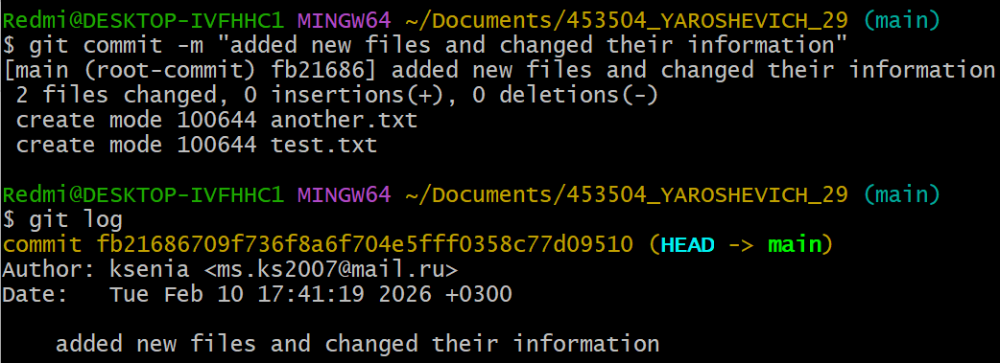 Redmi@DESKTOP-IVFHHC1 MINGW64 ~/Documents/453504_YAROSHEVICH_29 (main)
$ git commit -m "added new files and changed their information"
[main (root-commit) fb21686] added new files and changed their information
 2 files changed, 0 insertions(+), 0 deletions(-)
 create mode 100644 another.txt
 create mode 100644 test.txt

Redmi@DESKTOP-IVFHHC1 MINGW64 ~/Documents/453504_YAROSHEVICH_29 (main)
$ git log
commit fb21686709f736f8a6f704e5fff0358c77d09510 (HEAD -> main)
Author: ksenia <ms.ks2007@mail.ru>
Date:   Tue Feb 10 17:41:19 2026 +0300

    added new files and changed their information